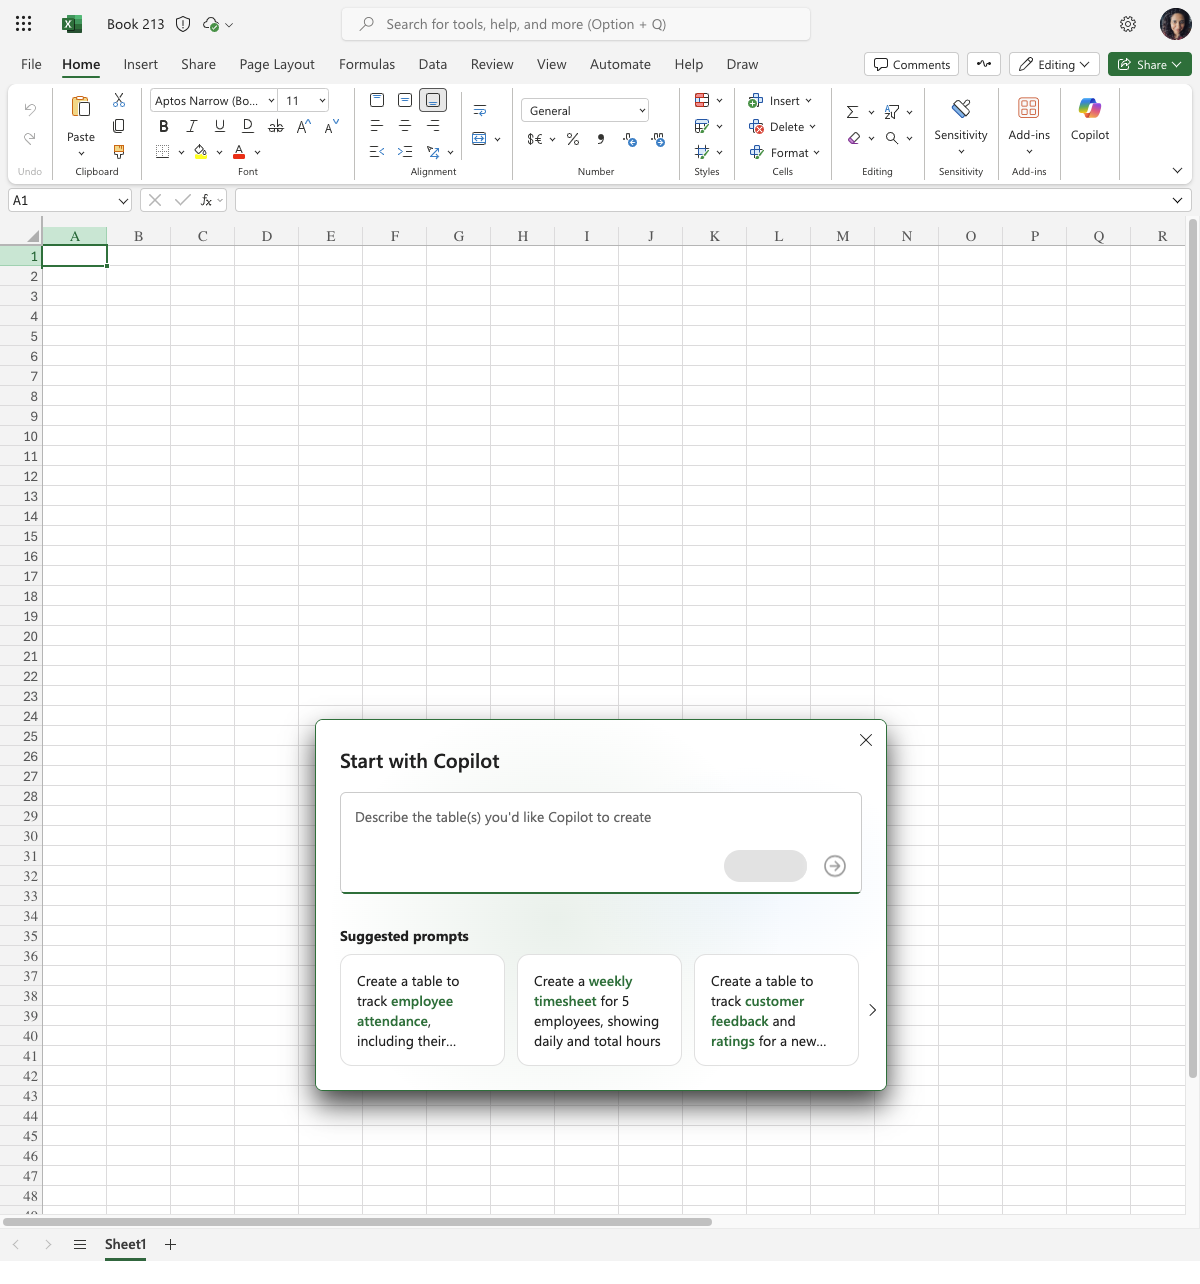 Book 213
Search for tools, help, and more (Option + Q)
File Home Insert Share Page Layout Formulas Data Review View Automate Help Draw
Comments Editing Share
Paste
Undo
Clipboard
Aptos Narrow (Bo... 11
B I U D ab A A
A
Font
Alignment
General
$€ % ,
Number
Styles
Insert
Delete
Format
Cells
Editing
Sensitivity
Sensitivity
Add-ins
Add-ins
Copilot
A1
fx
A B C D E F G H I J K L M N O P Q R
1
2
3
4
5
6
7
8
9
10
11
12
13
14
15
16
17
18
19
20
21
22
23
24
25
26
27
28
29
30
31
32
33
34
35
36
37
38
39
40
41
42
43
44
45
46
47
48
49
Start with Copilot
Describe the table(s) you'd like Copilot to create
Suggested prompts
Create a table to
track employee
attendance,
including their...
Create a weekly
timesheet for 5
employees, showing
daily and total hours
Create a table to
track customer
feedback and
ratings for a new...
Sheet1